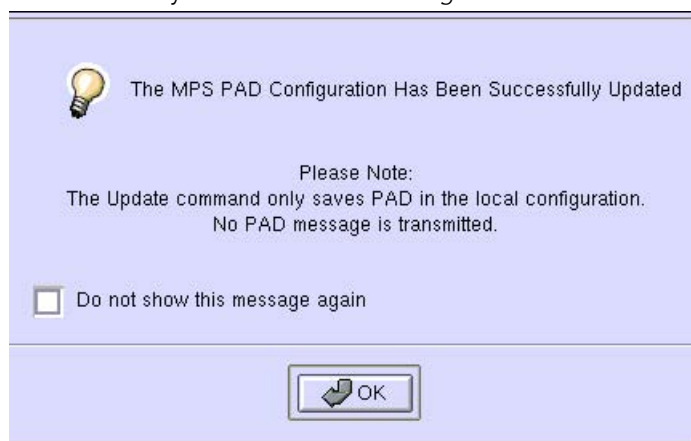 The MPS PAD Configuration Has Been Successfully Updated
Please Note:
The Update command only saves PAD in the local configuration.
No PAD message is transmitted.
Do not show this message again
OK